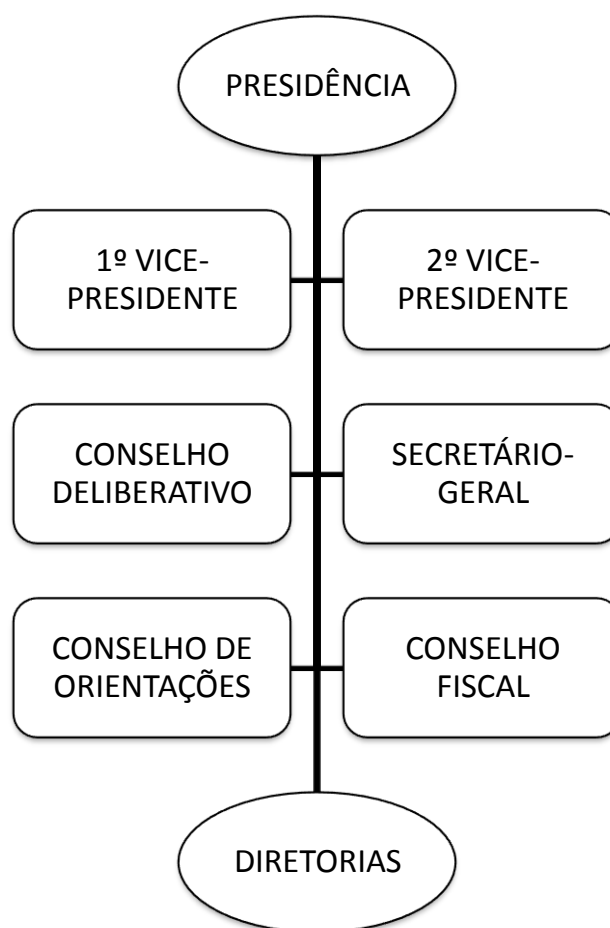 PRESIDÊNCIA
1º VICE-
PRESIDENTE
2º VICE-
PRESIDENTE
CONSELHO
DELIBERATIVO
SECRETÁRIO-
GERAL
CONSELHO DE
ORIENTAÇÕES
CONSELHO
FISCAL
DIRETORIAS